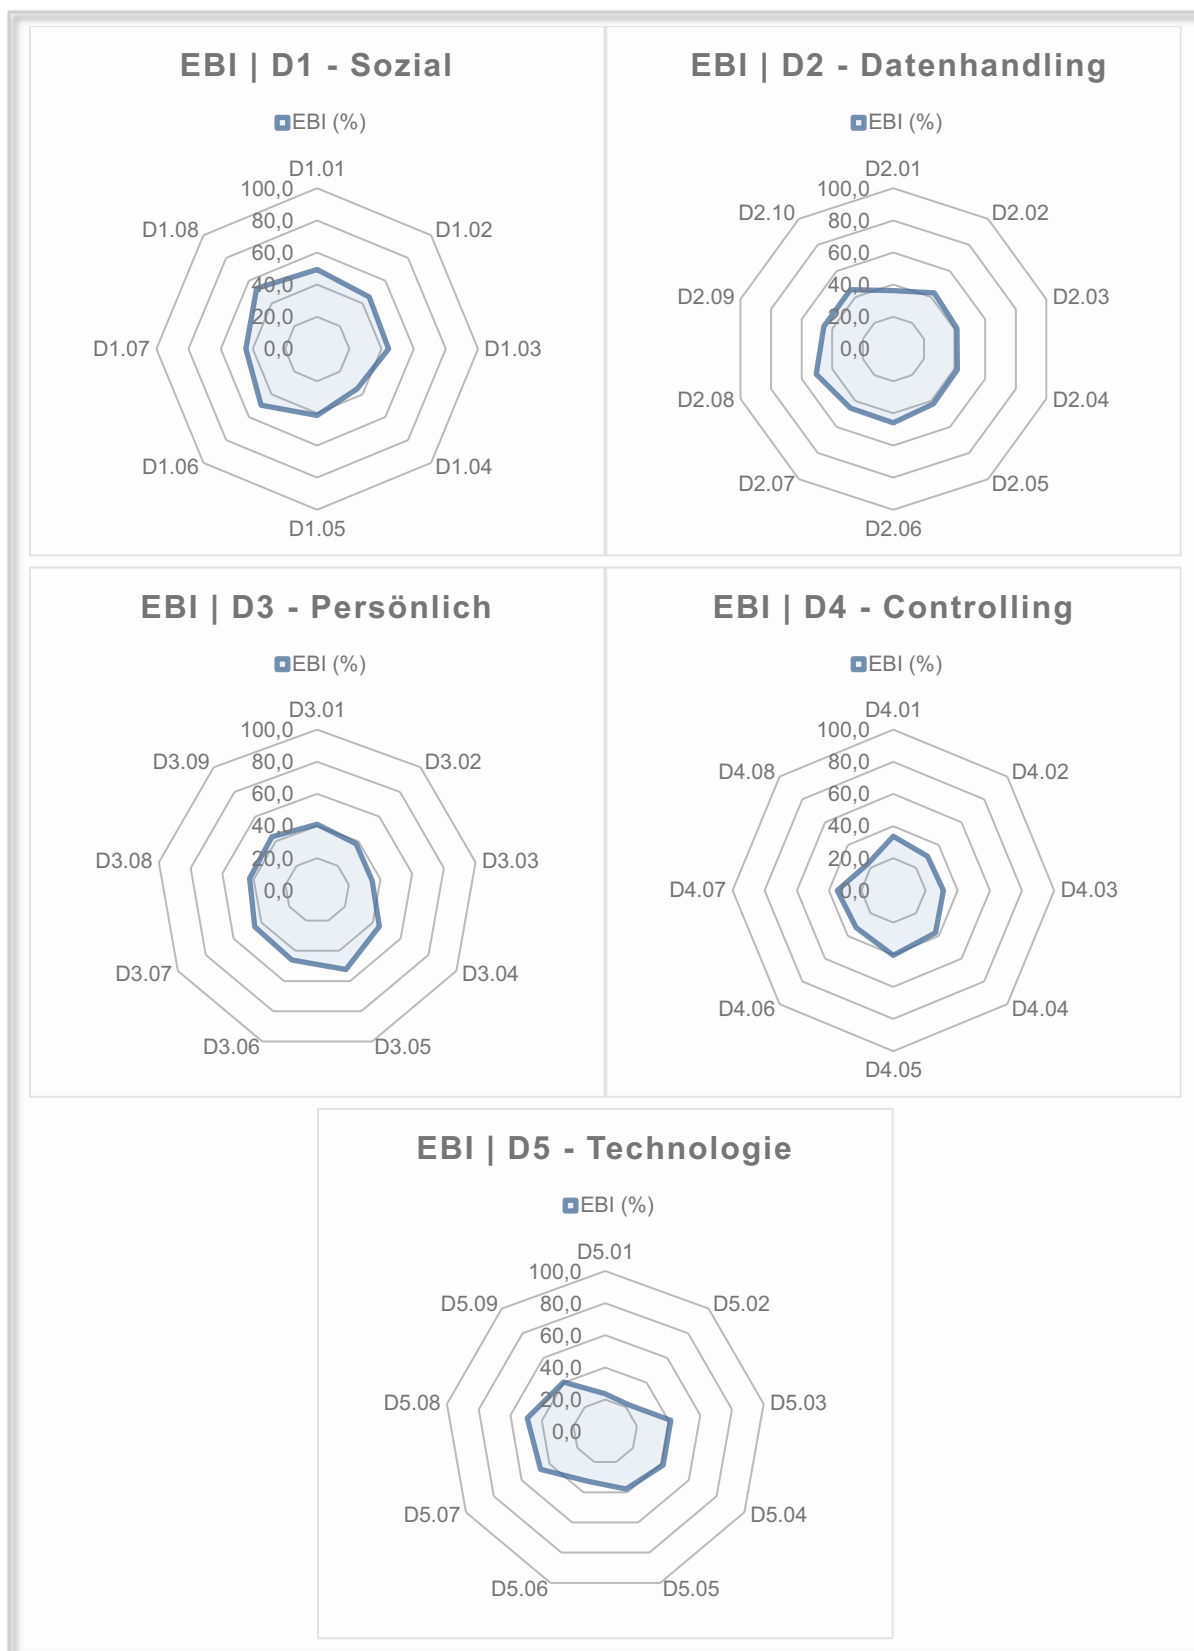 EBI | D1 - Sozial
EBI (%)
D1.01
100,0
80,0
60,0
40,0
20,0
0,0
D1.02
D1.03
D1.04
D1.05
D1.06
D1.07
D1.08
EBI | D2 - Datenhandling
EBI (%)
D2.01
100,0
80,0
60,0
40,0
20,0
0,0
D2.02
D2.03
D2.04
D2.05
D2.06
D2.07
D2.08
D2.09
D2.10
EBI | D3 - Persönlich
EBI (%)
D3.01
100,0
80,0
60,0
40,0
20,0
0,0
D3.02
D3.03
D3.04
D3.05
D3.06
D3.07
D3.08
D3.09
EBI | D4 - Controlling
EBI (%)
D4.01
100,0
80,0
60,0
40,0
20,0
0,0
D4.02
D4.03
D4.04
D4.05
D4.06
D4.07
D4.08
EBI | D5 - Technologie
EBI (%)
D5.01
100,0
80,0
60,0
40,0
20,0
0,0
D5.02
D5.03
D5.04
D5.05
D5.06
D5.07
D5.08
D5.09